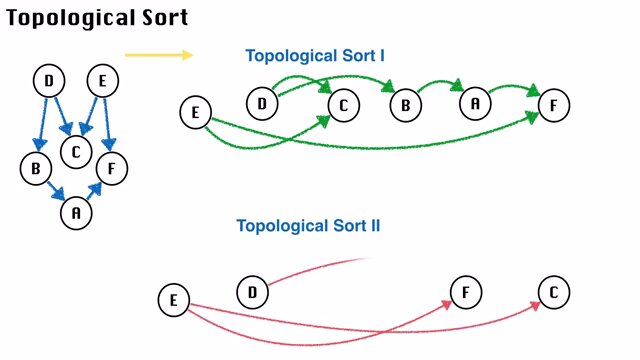 Topological Sort
Topological Sort I
D E
E D C B A F
C
B F
A
Topological Sort II
E D F C